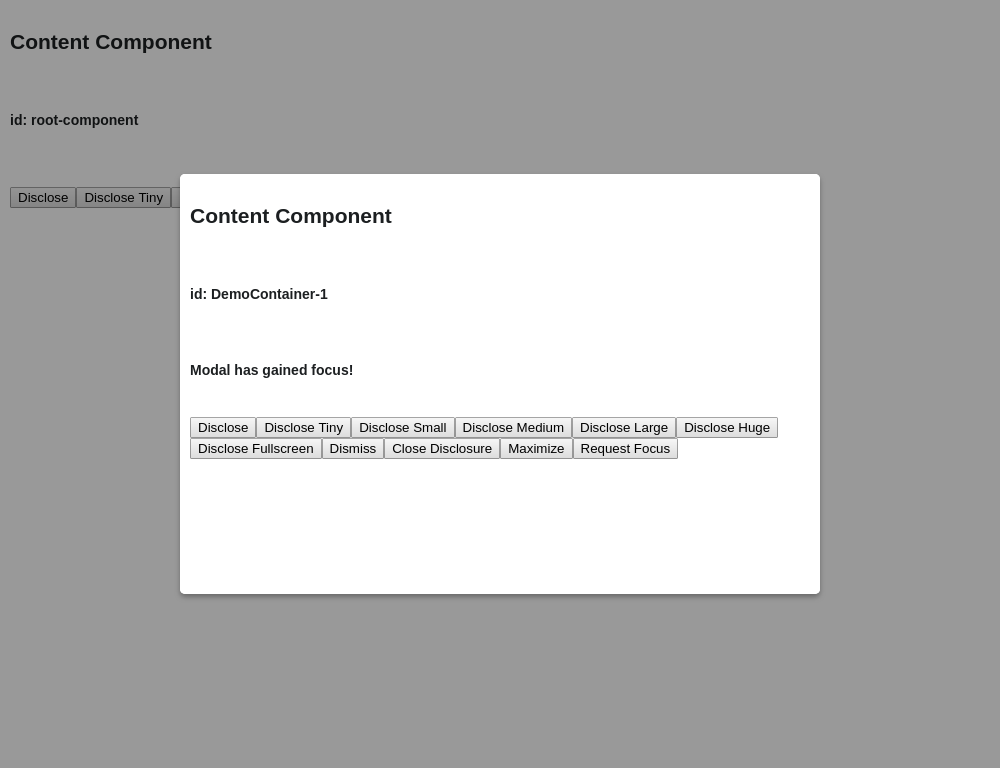 Content Component
id: root-component
Disclose Disclose Tiny
Content Component
id: DemoContainer-1
Modal has gained focus!
Disclose Disclose Tiny Disclose Small Disclose Medium Disclose Large Disclose Huge
Disclose Fullscreen Dismiss Close Disclosure Maximize Request Focus